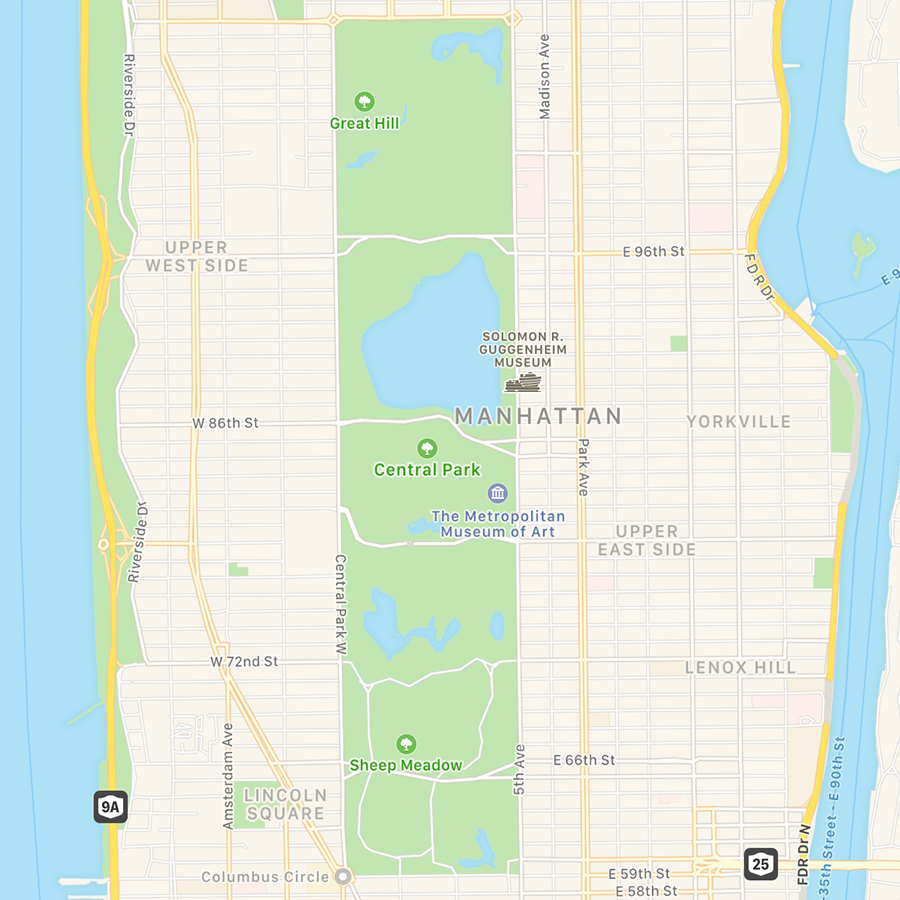 Riverside Dr
Madison Ave
Great Hill
UPPER
WEST SIDE
E 96th St
F D R Dr
E 9
SOLOMON R.
GUGGENHEIM
MUSEUM
MANHATTAN
YORKVILLE
W 86th St
Central Park
Park Ave
The Metropolitan
Museum of Art
UPPER
EAST SIDE
Riverside Dr
Central Park W
W 72nd St
LENOX HILL
Amsterdam Ave
Sheep Meadow
5th Ave
E 66th St
35th Street - E 90th St
9A
LINCOLN
SQUARE
Columbus Circle
E 59th St
E 58th St
25
FDR Dr N